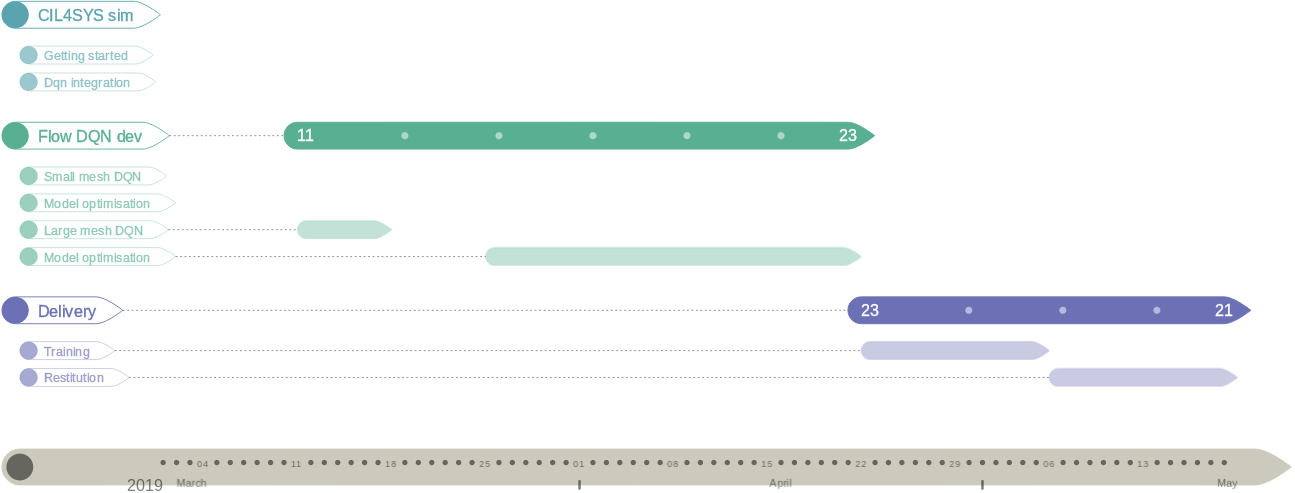 CIL4SYS sim
Getting started
Dqn integration
Flow DQN dev
11 23
Small mesh DQN
Model optimisation
Large mesh DQN
Model optimisation
Delivery
23 21
Training
Restitution
04 11 18 25 01 08 15 22 29 06 13
2019 March April May